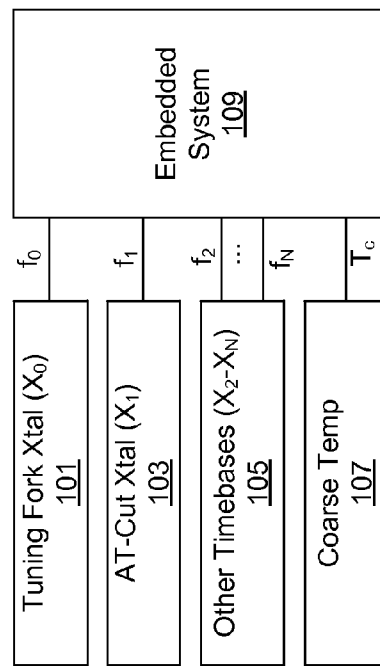 Tuning Fork Xtal (X₀)
101
f₀
AT-Cut Xtal (X₁)
103
f₁
Other Timebases (X₂-X_N)
105
f₂
...
f_N
Coarse Temp
107
T_c
Embedded
System
109